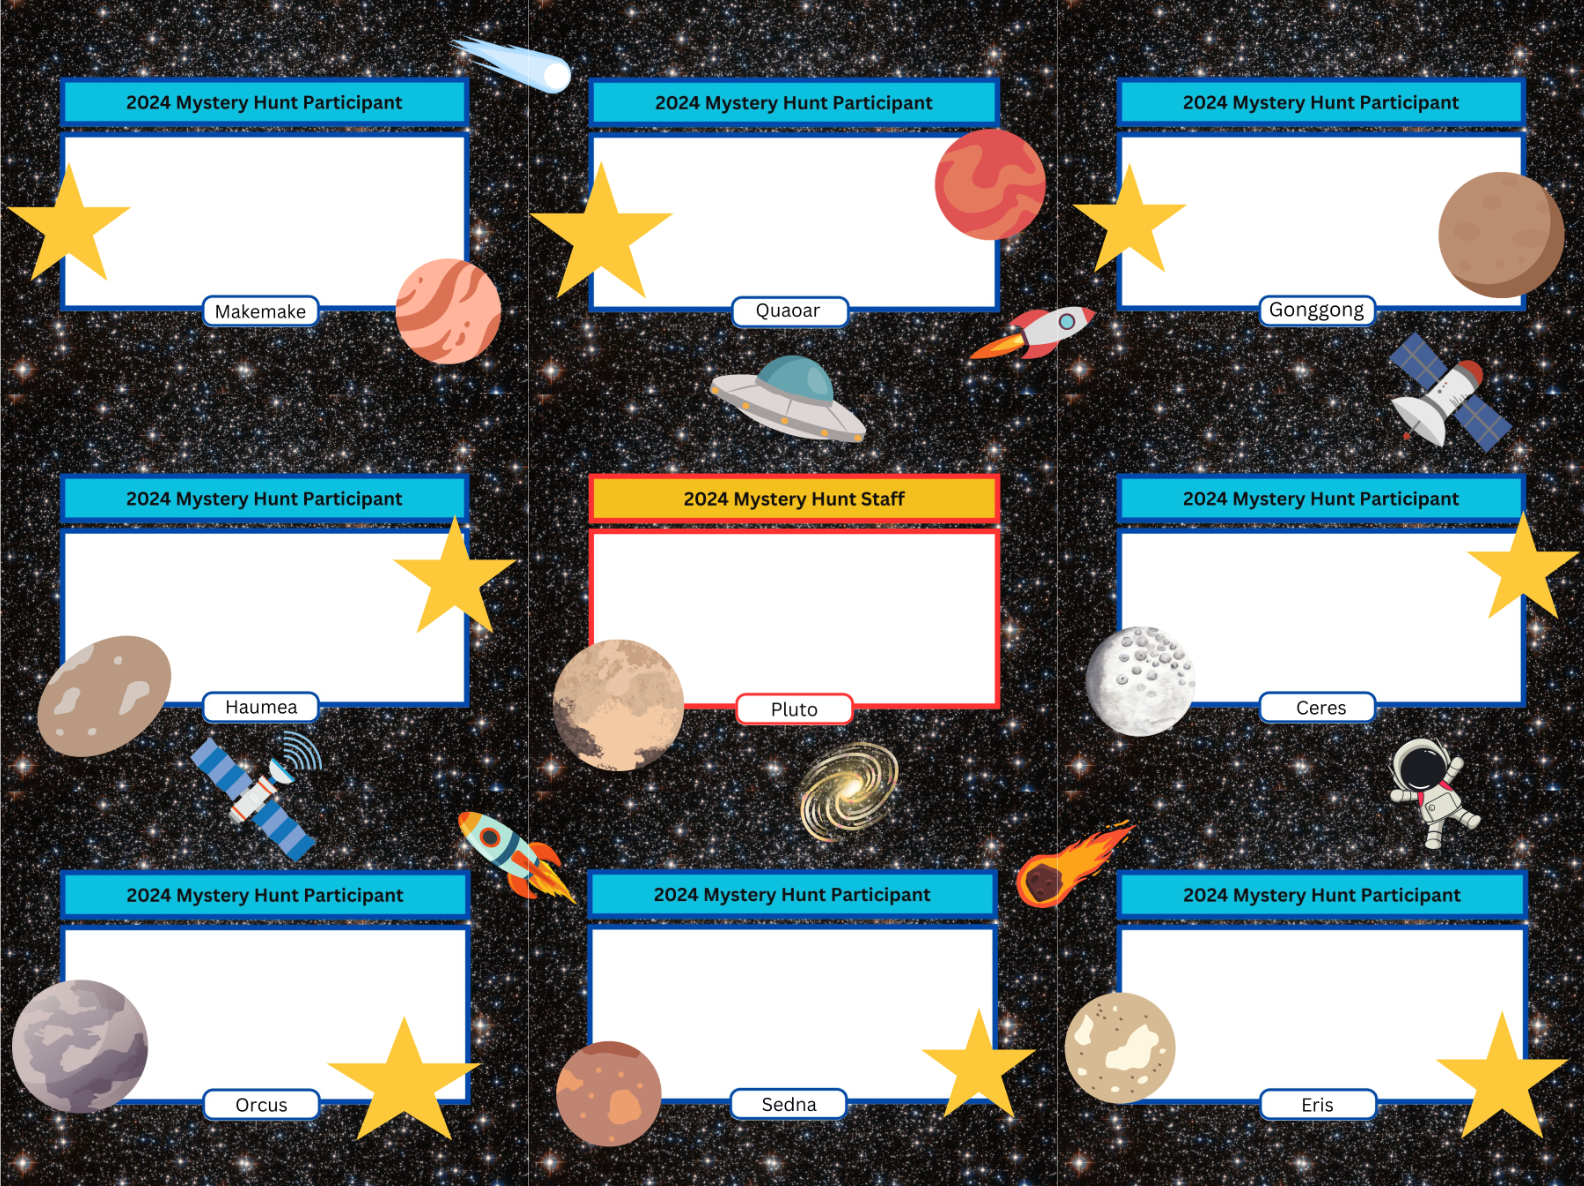 2024 Mystery Hunt Participant
2024 Mystery Hunt Participant
2024 Mystery Hunt Participant
Makemake
Quaoar
Gonggong
2024 Mystery Hunt Participant
2024 Mystery Hunt Staff
2024 Mystery Hunt Participant
Haumea
Pluto
Ceres
2024 Mystery Hunt Participant
2024 Mystery Hunt Participant
2024 Mystery Hunt Participant
Orcus
Sedna
Eris